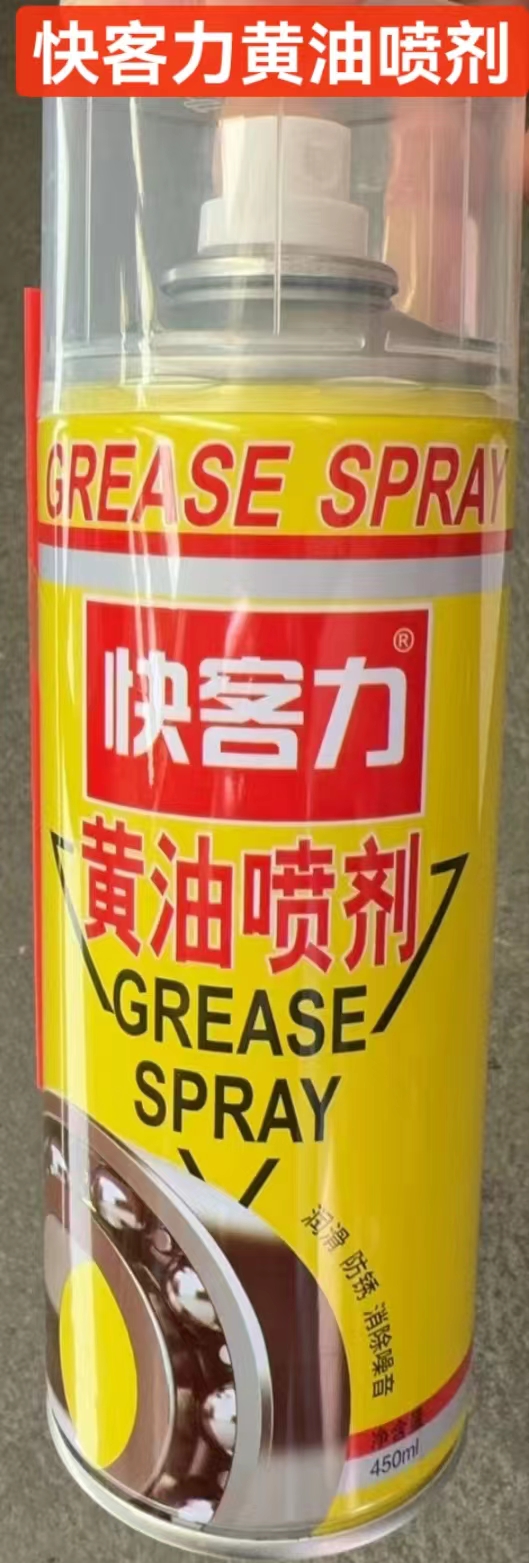 快客力黄油喷剂
GREASE SPRAY
快客力®
黄油喷剂
GREASE
SPRAY
润滑 防锈 消除噪音
净含量
450ml